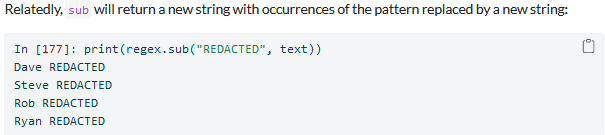 Relatedly, sub will return a new string with occurrences of the pattern replaced by a new string:
In [177]: print(regex.sub("REDACTED", text))
Dave REDACTED
Steve REDACTED
Rob REDACTED
Ryan REDACTED